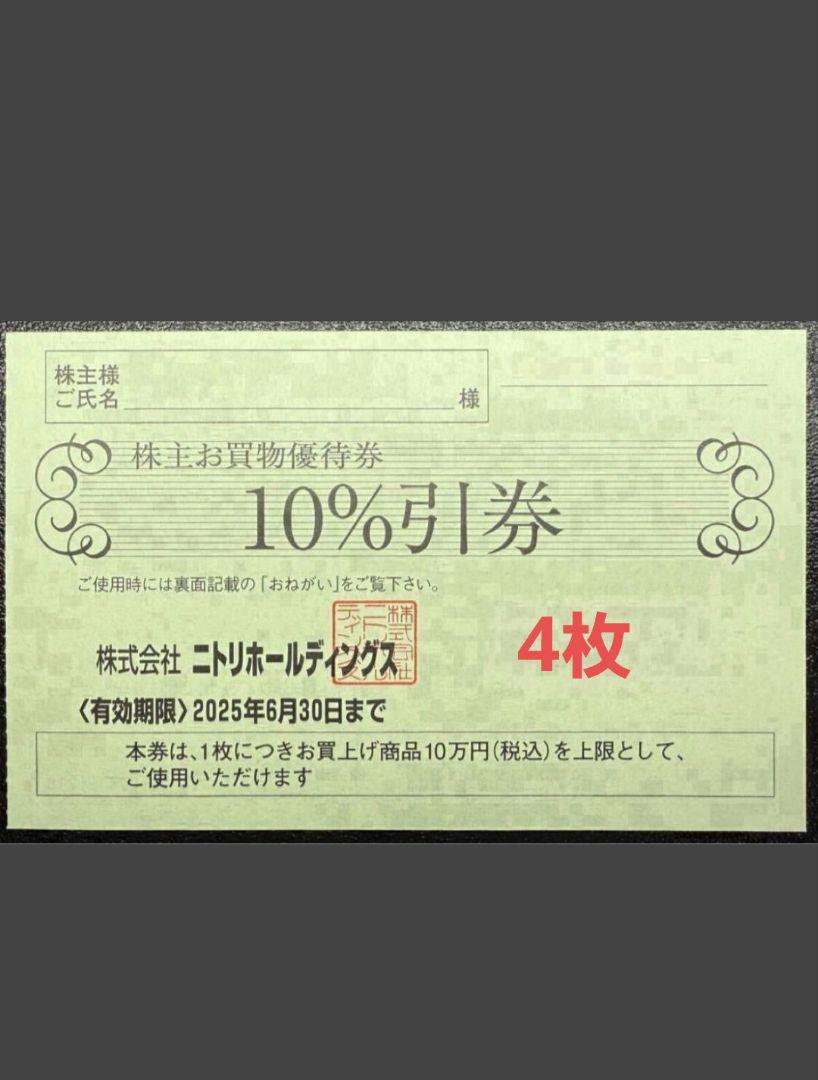 株主様
ご氏名 様
株主お買物優待券
10%引券
ご使用時には裏面記載の「おねがい」をご覧下さい。
株式会社 ニトリホールディングス
4枚
〈有効期限〉2025年6月30日まで
本券は、1枚につきお買上げ商品10万円(税込)を上限として、
ご使用いただけます